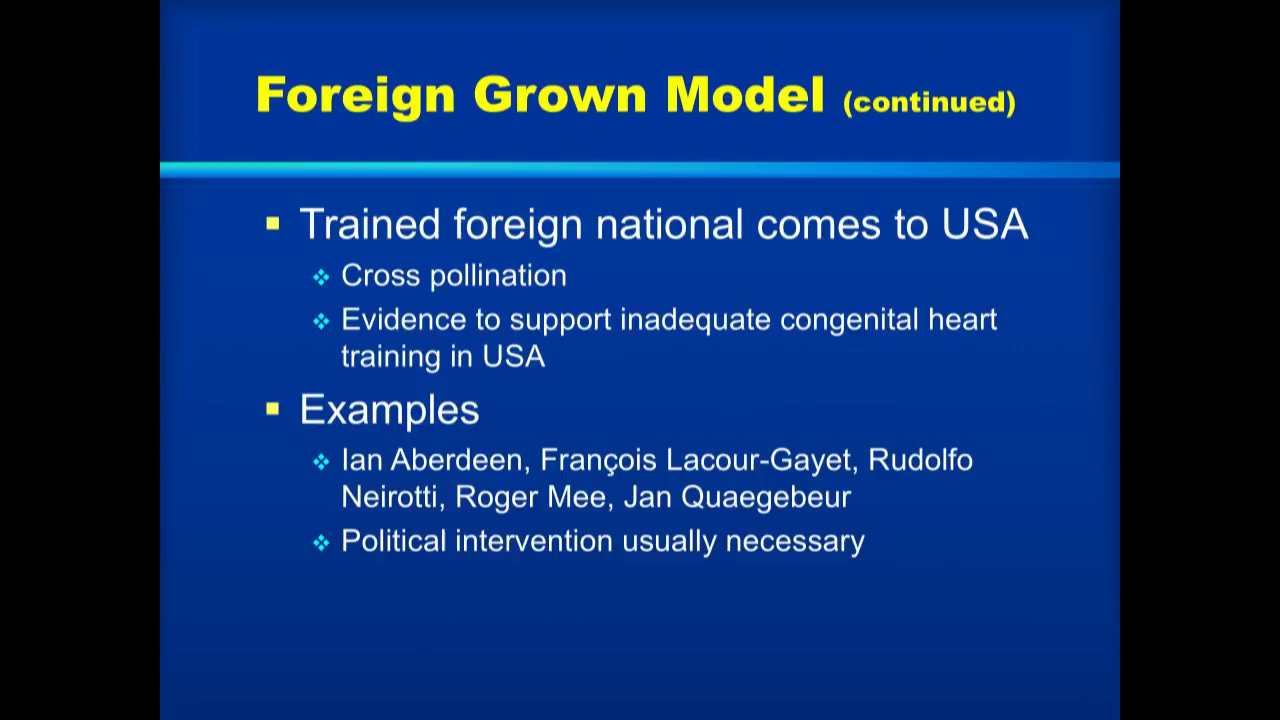 Foreign Grown Model (continued)
Trained foreign national comes to USA
Cross pollination
Evidence to support inadequate congenital heart
training in USA
Examples
Ian Aberdeen, François Lacour-Gayet, Rudolfo
Neirotti, Roger Mee, Jan Quaegebeur
Political intervention usually necessary